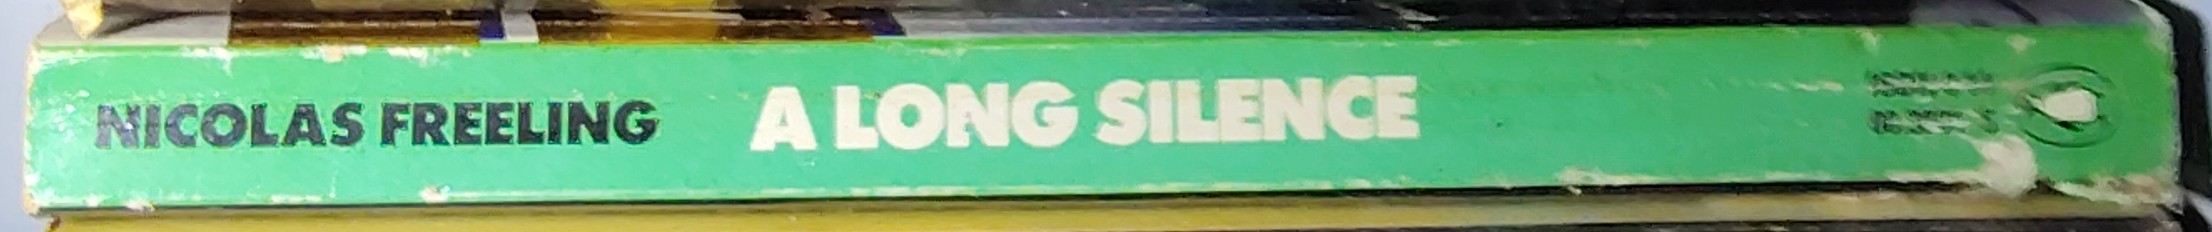 NICOLAS FREELING
A LONG SILENCE